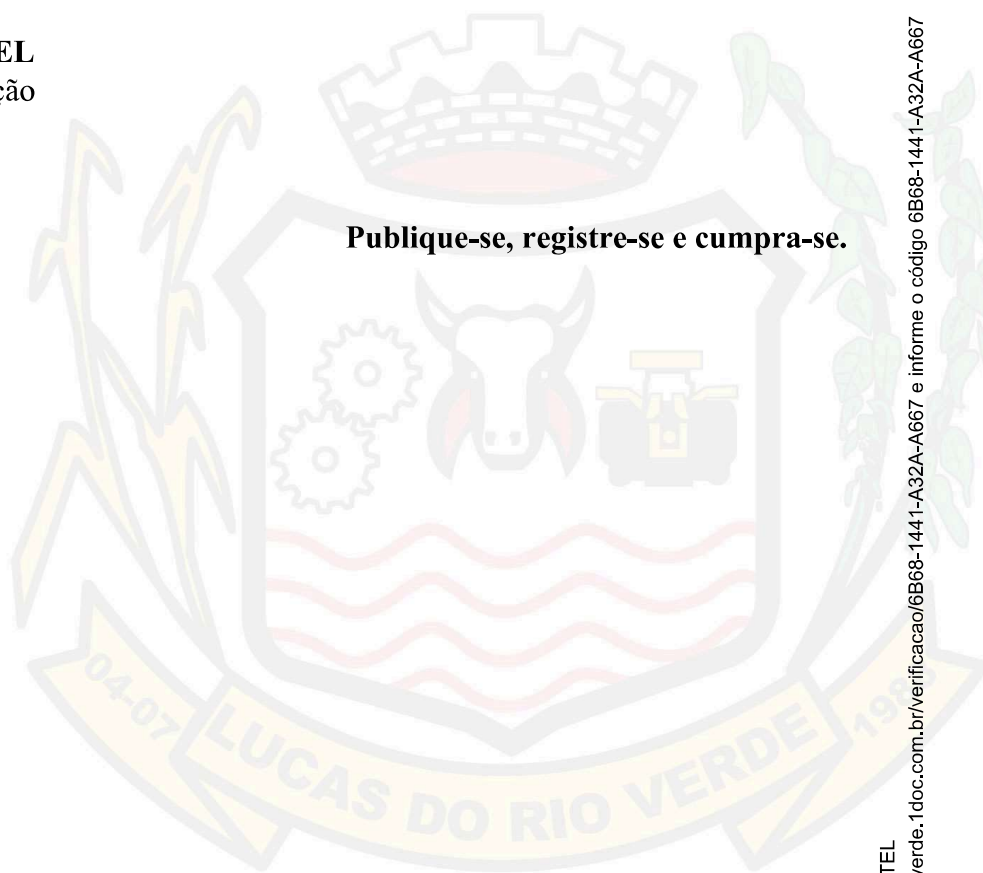 EL
ção
Publique-se, registre-se e cumpra-se.
04-07
LUCAS DO RIO VERDE
1988
TEL
verde.1doc.com.br/verificacao/6B68-1441-A32A-A667 e informe o código 6B68-1441-A32A-A667